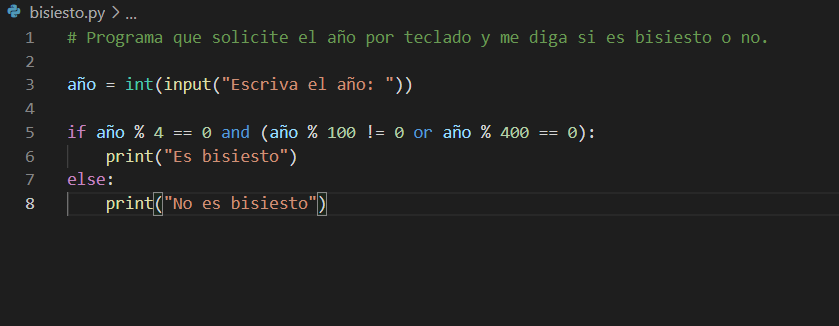 bisiesto.py > ...
1 # Programa que solicite el año por teclado y me diga si es bisiesto o no.
2
3 año = int(input("Escriva el año: "))
4
5 if año % 4 == 0 and (año % 100 != 0 or año % 400 == 0):
6     print("Es bisiesto")
7 else:
8     print("No es bisiesto")